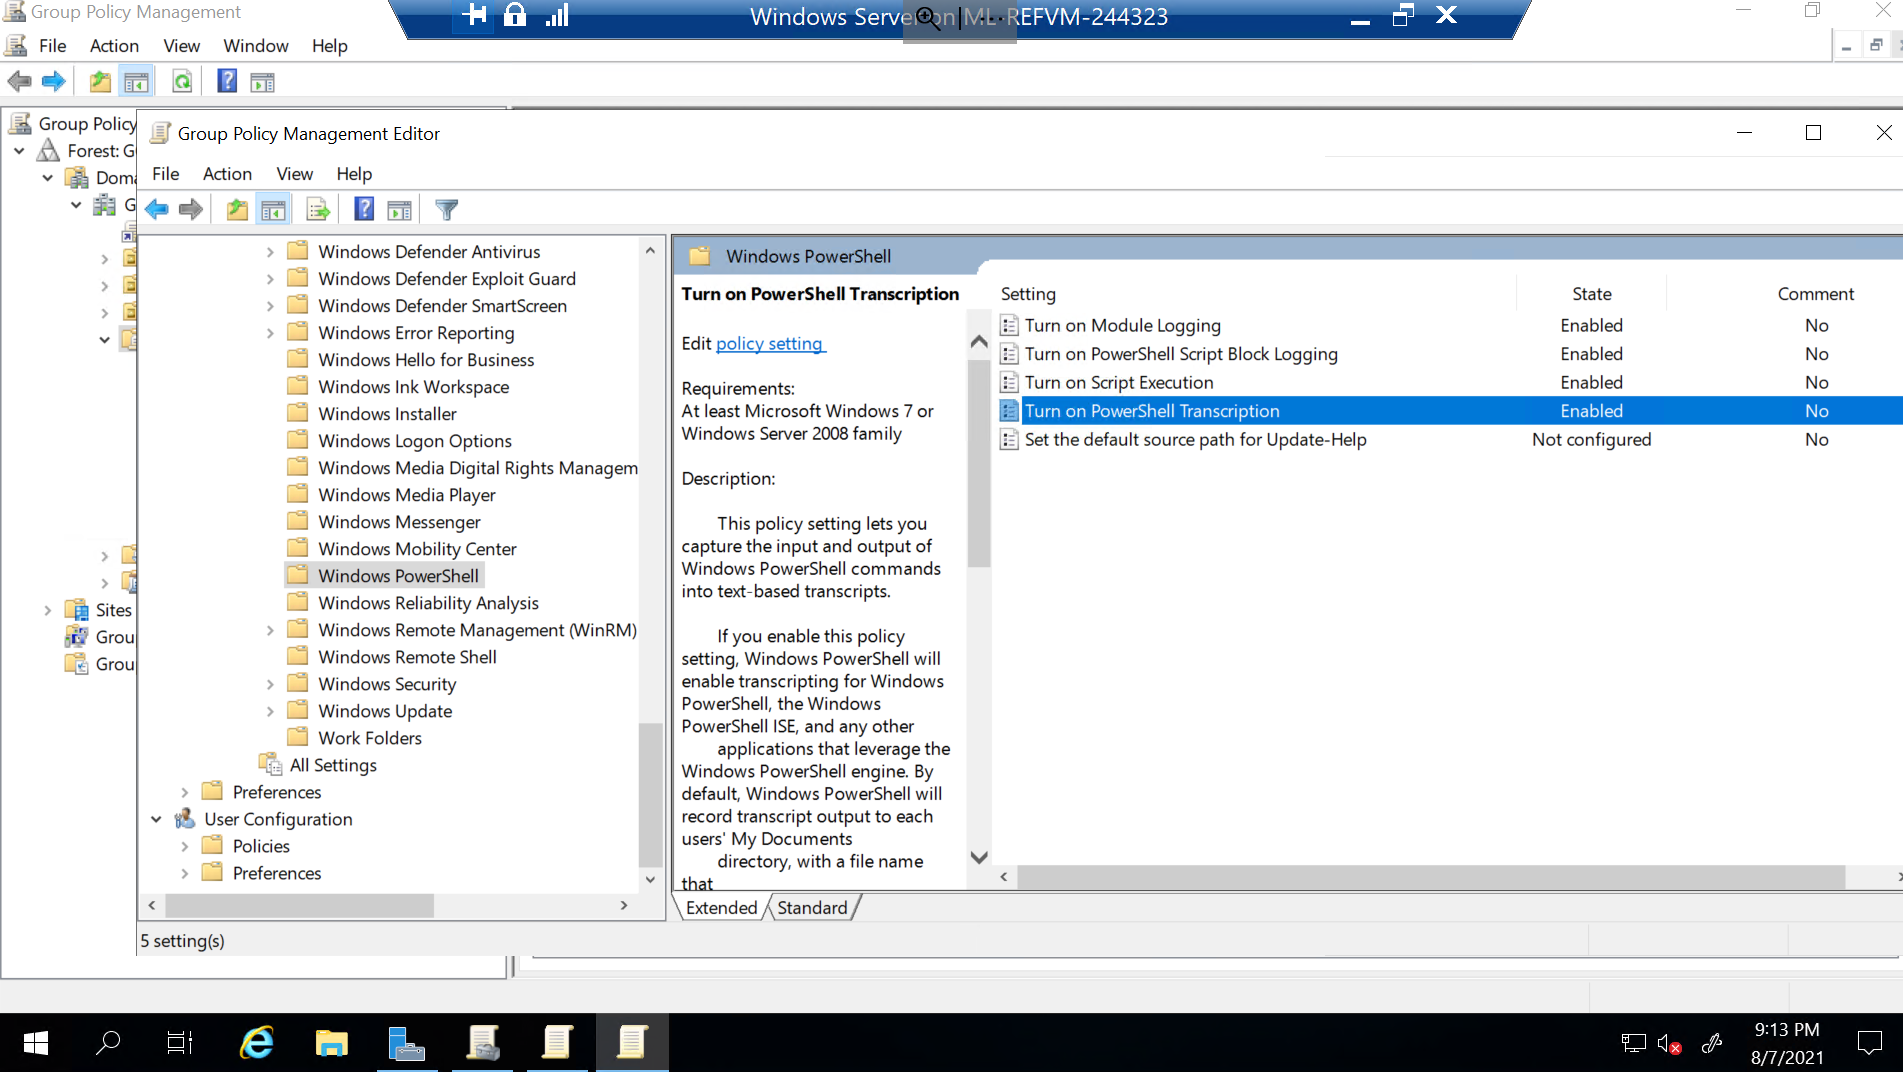 Group Policy Management
Windows Server on ML-REFVM-244323
File Action View Window Help
Group Policy
Forest: G
Doma
G
Sites
Grou
Grou
Group Policy Management Editor
File Action View Help
Windows Defender Antivirus
Windows Defender Exploit Guard
Windows Defender SmartScreen
Windows Error Reporting
Windows Hello for Business
Windows Ink Workspace
Windows Installer
Windows Logon Options
Windows Media Digital Rights Managem
Windows Media Player
Windows Messenger
Windows Mobility Center
Windows PowerShell
Windows Reliability Analysis
Windows Remote Management (WinRM)
Windows Remote Shell
Windows Security
Windows Update
Work Folders
All Settings
Preferences
User Configuration
Policies
Preferences
Windows PowerShell
Turn on PowerShell Transcription
Edit policy setting
Requirements:
At least Microsoft Windows 7 or
Windows Server 2008 family
Description:
This policy setting lets you
capture the input and output of
Windows PowerShell commands
into text-based transcripts.
If you enable this policy
setting, Windows PowerShell will
enable transcripting for Windows
PowerShell, the Windows
PowerShell ISE, and any other
applications that leverage the
Windows PowerShell engine. By
default, Windows PowerShell will
record transcript output to each
users' My Documents
directory, with a file name
that
Setting State Comment
Turn on Module Logging Enabled No
Turn on PowerShell Script Block Logging Enabled No
Turn on Script Execution Enabled No
Turn on PowerShell Transcription Enabled No
Set the default source path for Update-Help Not configured No
Extended Standard
5 setting(s)
9:13 PM
8/7/2021